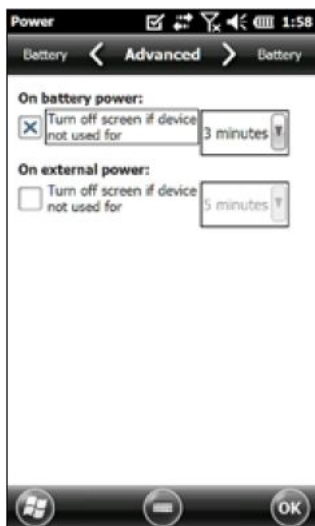 Power 1:58
Battery Advanced Battery
On battery power:
Turn off screen if device
not used for
3 minutes
On external power:
Turn off screen if device
not used for
5 minutes
OK